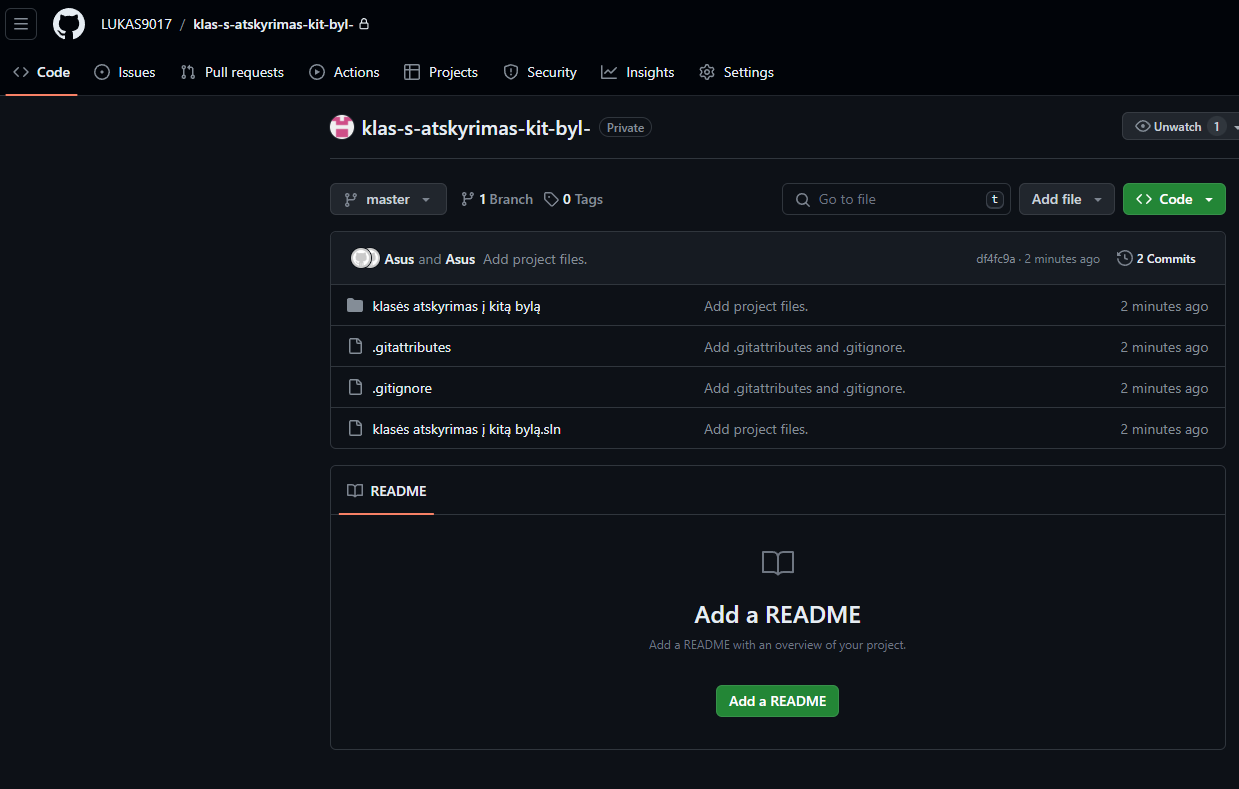 LUKAS9017 / klas-s-atskyrimas-kit-byl-
Code Issues Pull requests Actions Projects Security Insights Settings
klas-s-atskyrimas-kit-byl- Private Unwatch 1
master 1 Branch 0 Tags Go to file t Add file Code
Asus and Asus Add project files. df4fc9a · 2 minutes ago 2 Commits
klasės atskyrimas į kitą bylą Add project files. 2 minutes ago
.gitattributes Add .gitattributes and .gitignore. 2 minutes ago
.gitignore Add .gitattributes and .gitignore. 2 minutes ago
klasės atskyrimas į kitą bylą.sln Add project files. 2 minutes ago
README
Add a README
Add a README with an overview of your project.
Add a README